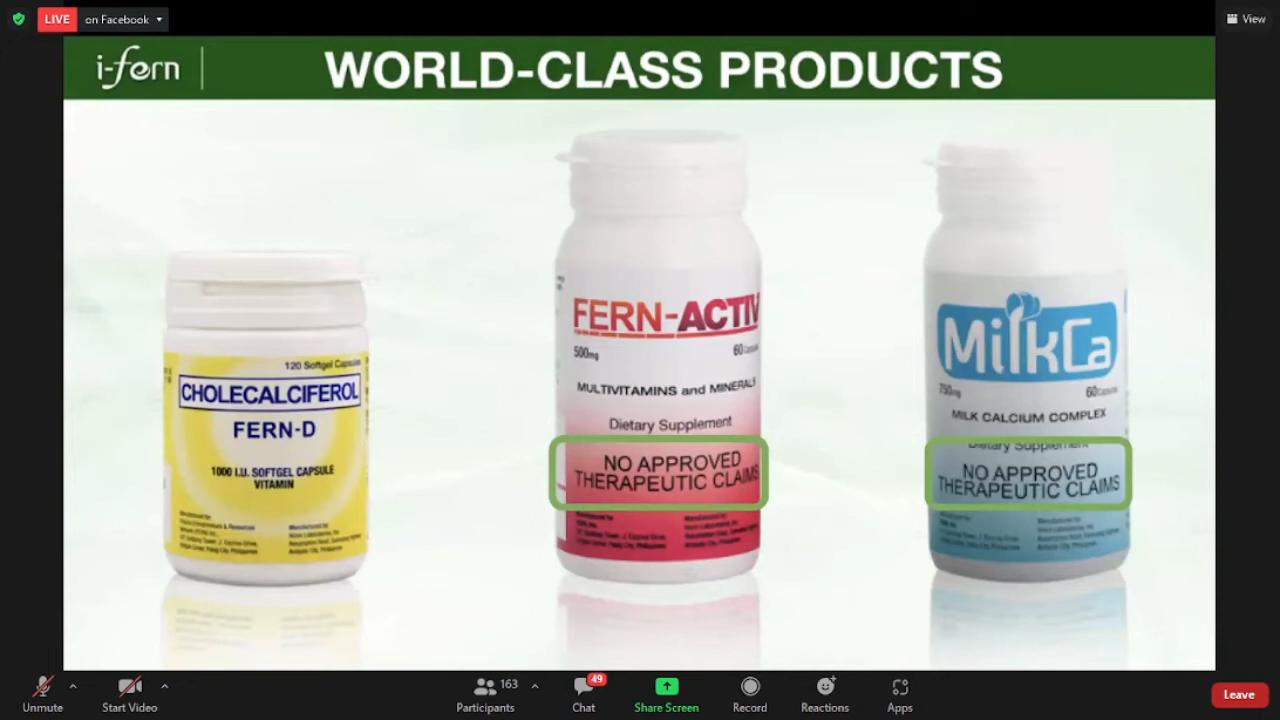 LIVE on Facebook
View
i-fern
WORLD-CLASS PRODUCTS
120 Softgel Capsules
CHOLECALCIFEROL
FERN-D
1000 I.U. SOFTGEL CAPSULE
VITAMIN
FERN-ACTIV
500mg 60 Capsules
MULTIVITAMINS and MINERALS
Dietary Supplement
NO APPROVED
THERAPEUTIC CLAIMS
MilkCa
750mg 60 Capsules
MILK CALCIUM COMPLEX
Dietary Supplement
NO APPROVED
THERAPEUTIC CLAIMS
Unmute
Start Video
163
Participants
49
Chat
Share Screen
Record
Reactions
Apps
Leave